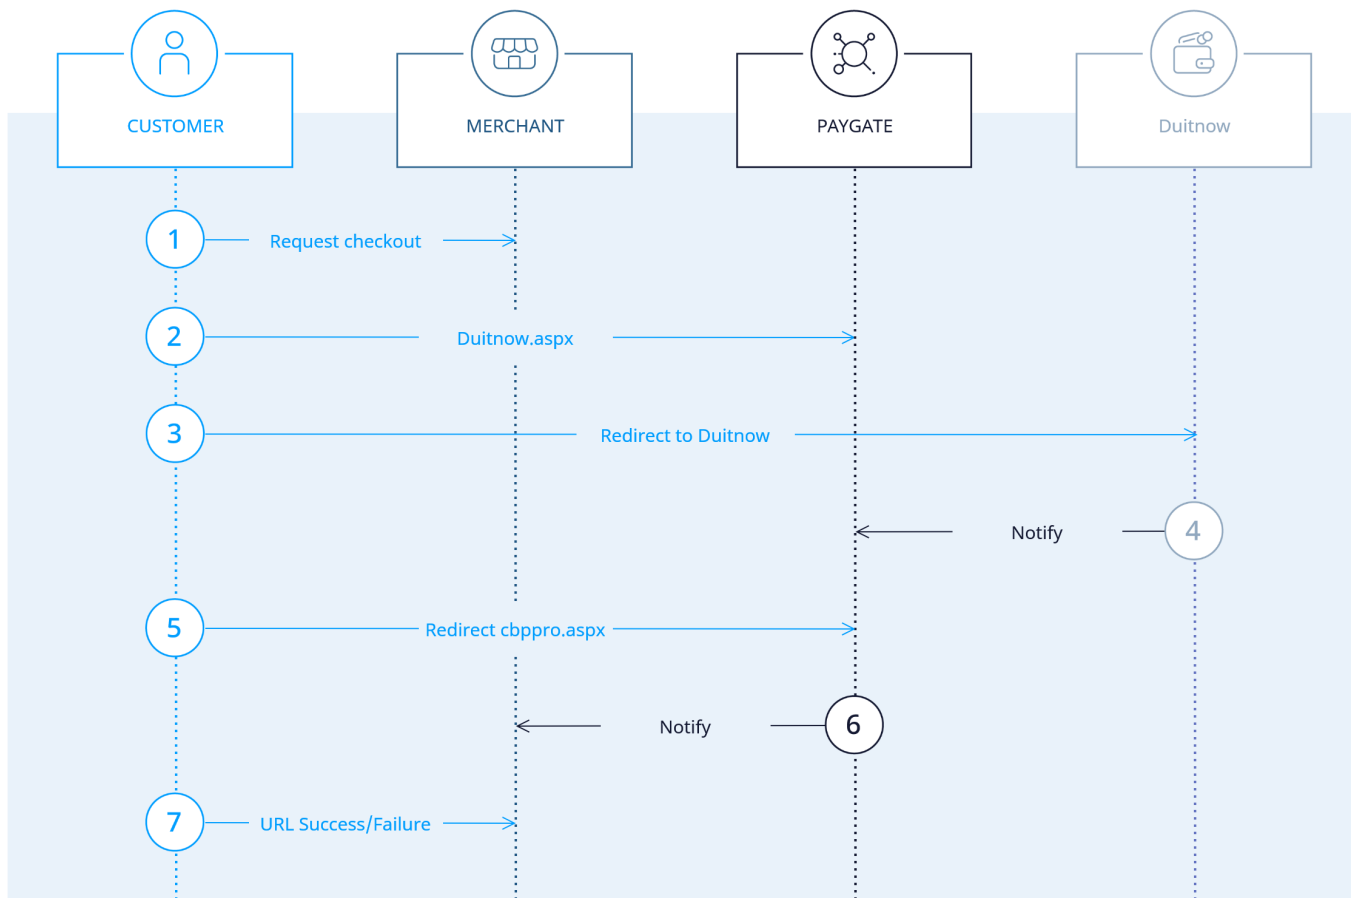 CUSTOMER
MERCHANT
PAYGATE
Duitnow
1
Request checkout
2
Duitnow.aspx
3
Redirect to Duitnow
Notify
4
5
Redirect cbppro.aspx
Notify
6
7
URL Success/Failure